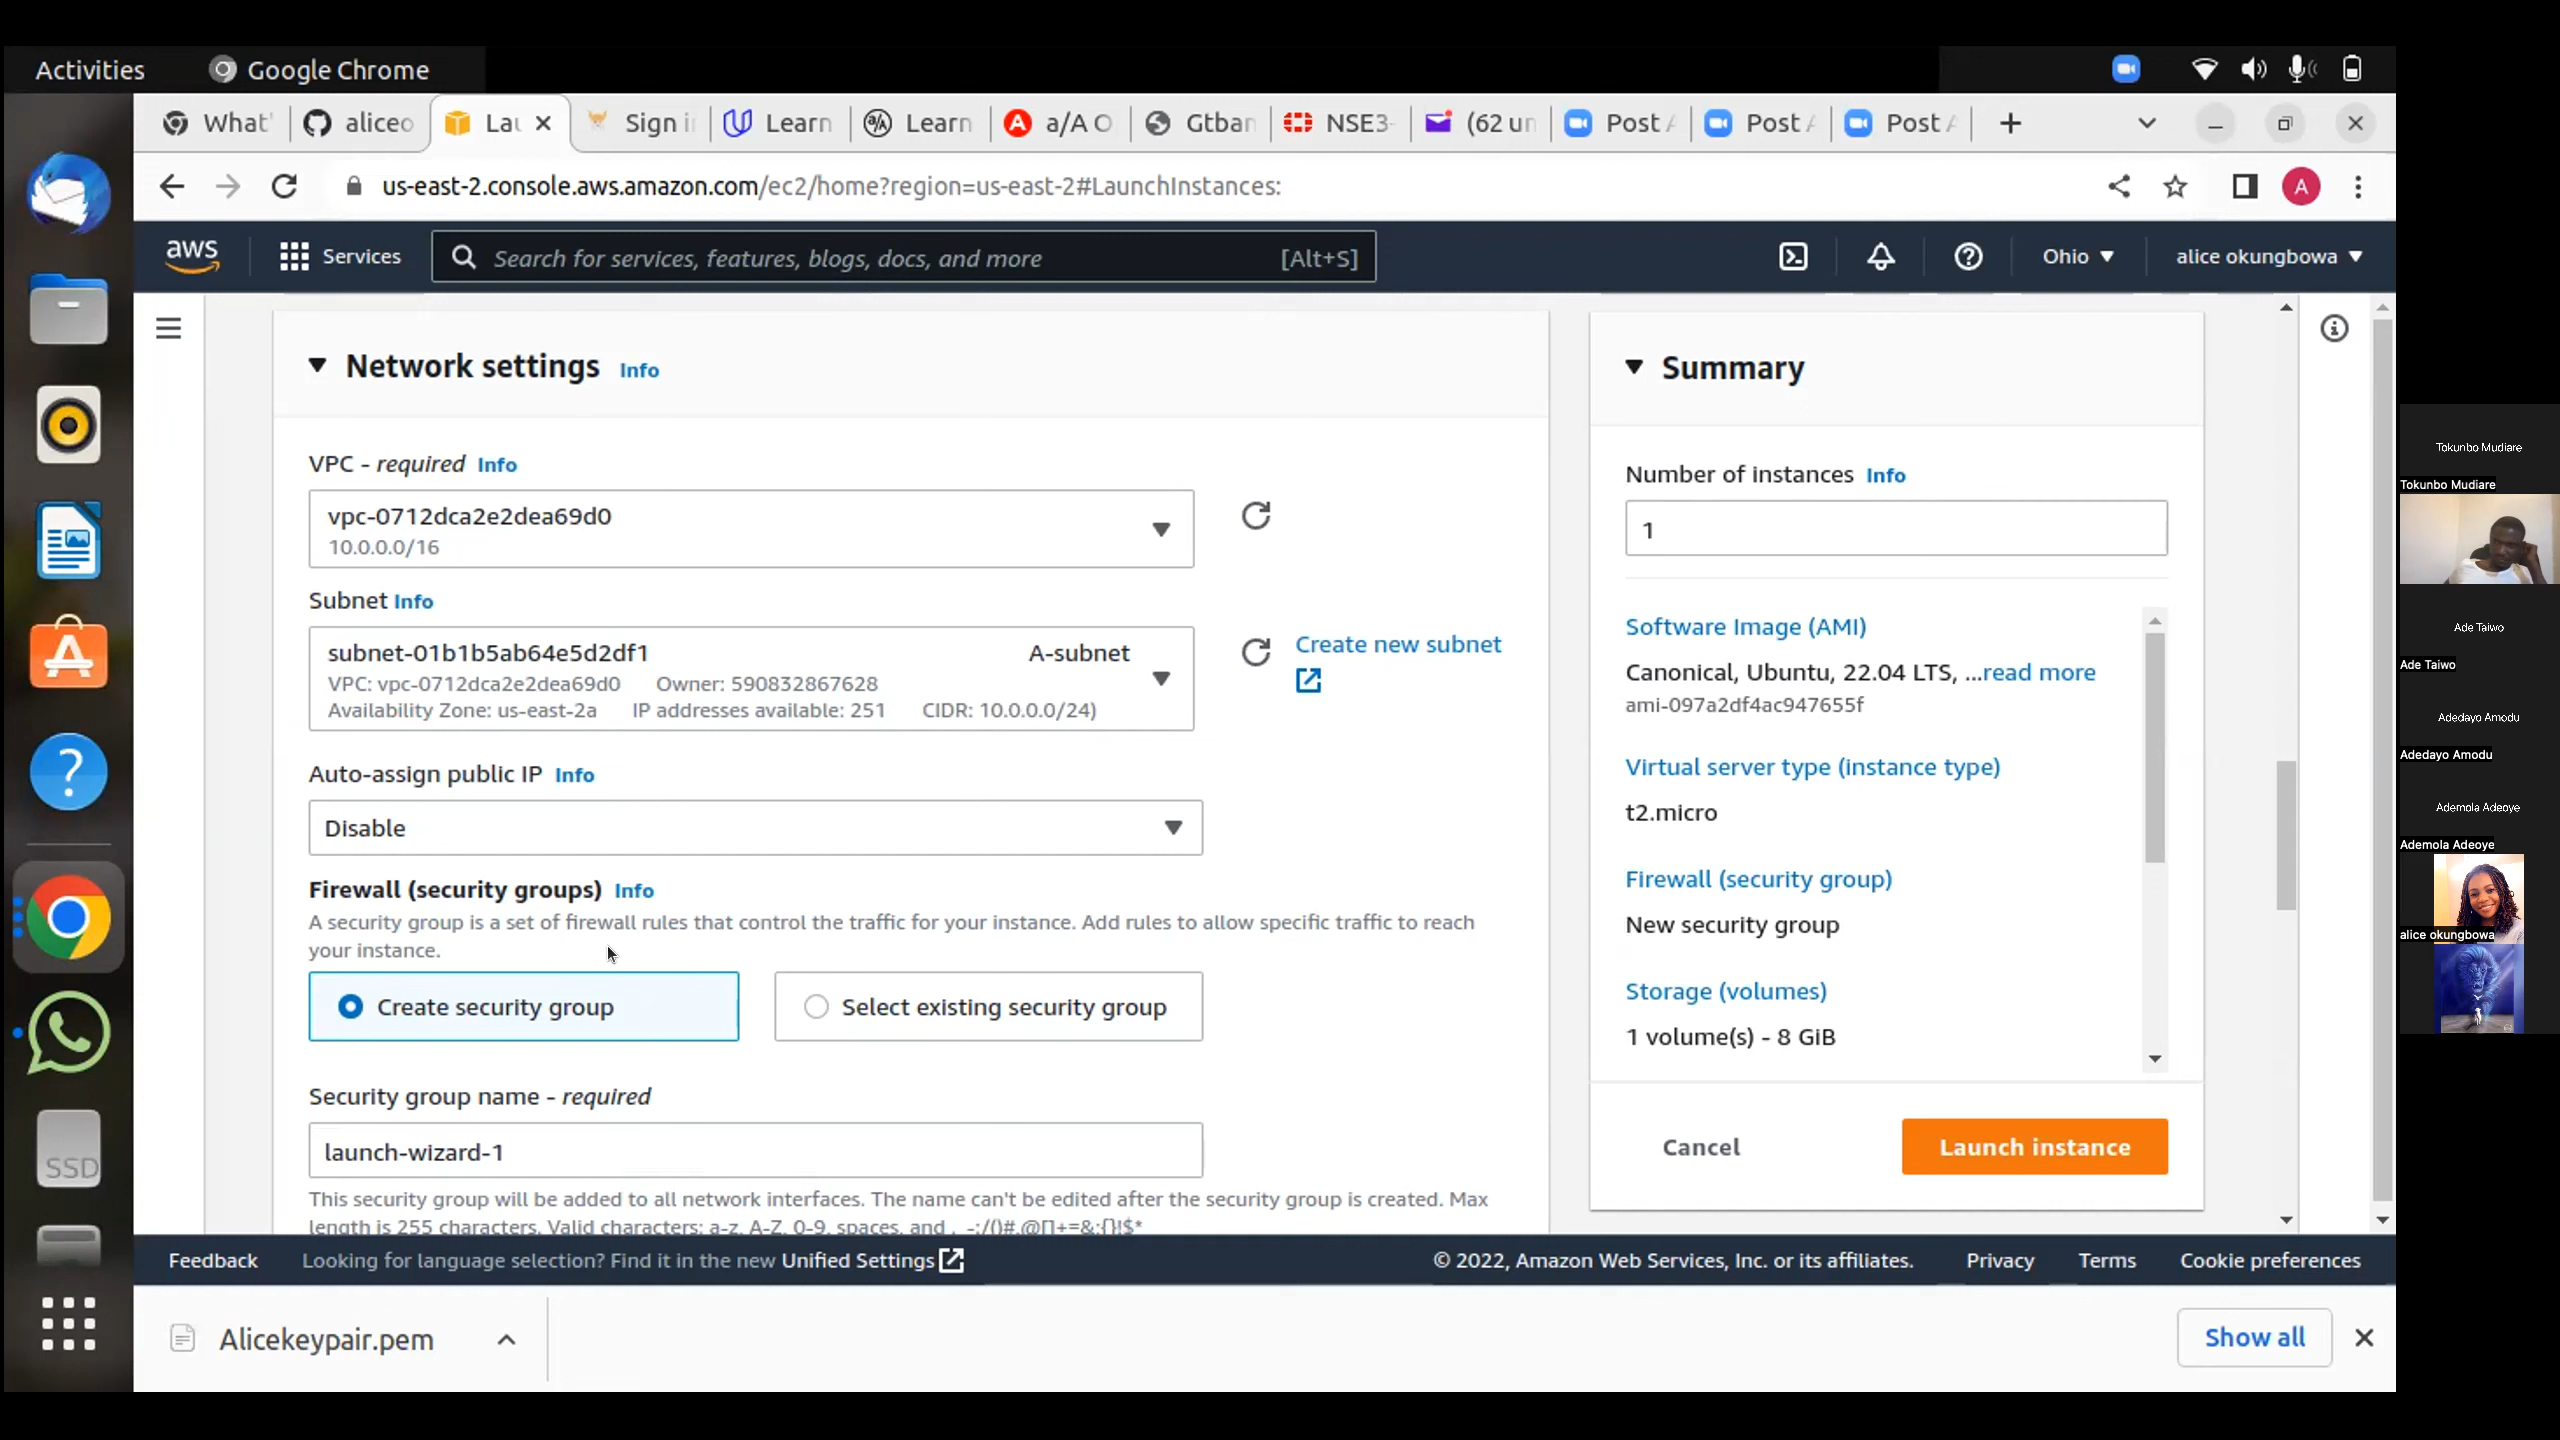 Activities
Google Chrome
What'
aliceo
Lau
Sign i
Learn
Learn
a/A O
Gtban
NSE3-
(62 un
Post A
Post A
Post A
us-east-2.console.aws.amazon.com/ec2/home?region=us-east-2#LaunchInstances:
A
aws
Services
Search for services, features, blogs, docs, and more
[Alt+S]
Ohio
alice okungbowa
Network settings Info
VPC - required Info
vpc-0712dca2e2dea69d0
10.0.0.0/16
Subnet Info
subnet-01b1b5ab64e5d2df1 A-subnet
VPC: vpc-0712dca2e2dea69d0 Owner: 590832867628
Availability Zone: us-east-2a IP addresses available: 251 CIDR: 10.0.0.0/24)
Create new subnet
Auto-assign public IP Info
Disable
Firewall (security groups) Info
A security group is a set of firewall rules that control the traffic for your instance. Add rules to allow specific traffic to reach
your instance.
Create security group
Select existing security group
Security group name - required
launch-wizard-1
This security group will be added to all network interfaces. The name can't be edited after the security group is created. Max
length is 255 characters. Valid characters: a-z, A-Z, 0-9, spaces, and ._-:/()#,@[]+=&;{}!$*
Summary
Number of instances Info
1
Software Image (AMI)
Canonical, Ubuntu, 22.04 LTS, ...read more
ami-097a2df4ac947655f
Virtual server type (instance type)
t2.micro
Firewall (security group)
New security group
Storage (volumes)
1 volume(s) - 8 GiB
Cancel
Launch instance
Feedback
Looking for language selection? Find it in the new Unified Settings
© 2022, Amazon Web Services, Inc. or its affiliates.
Privacy
Terms
Cookie preferences
Alicekeypair.pem
Show all
SSD
Tokunbo Mudiare
Tokunbo Mudiare
Ade Taiwo
Ade Taiwo
Adedayo Amodu
Adedayo Amodu
Ademola Adeoye
Ademola Adeoye
alice okungbowa